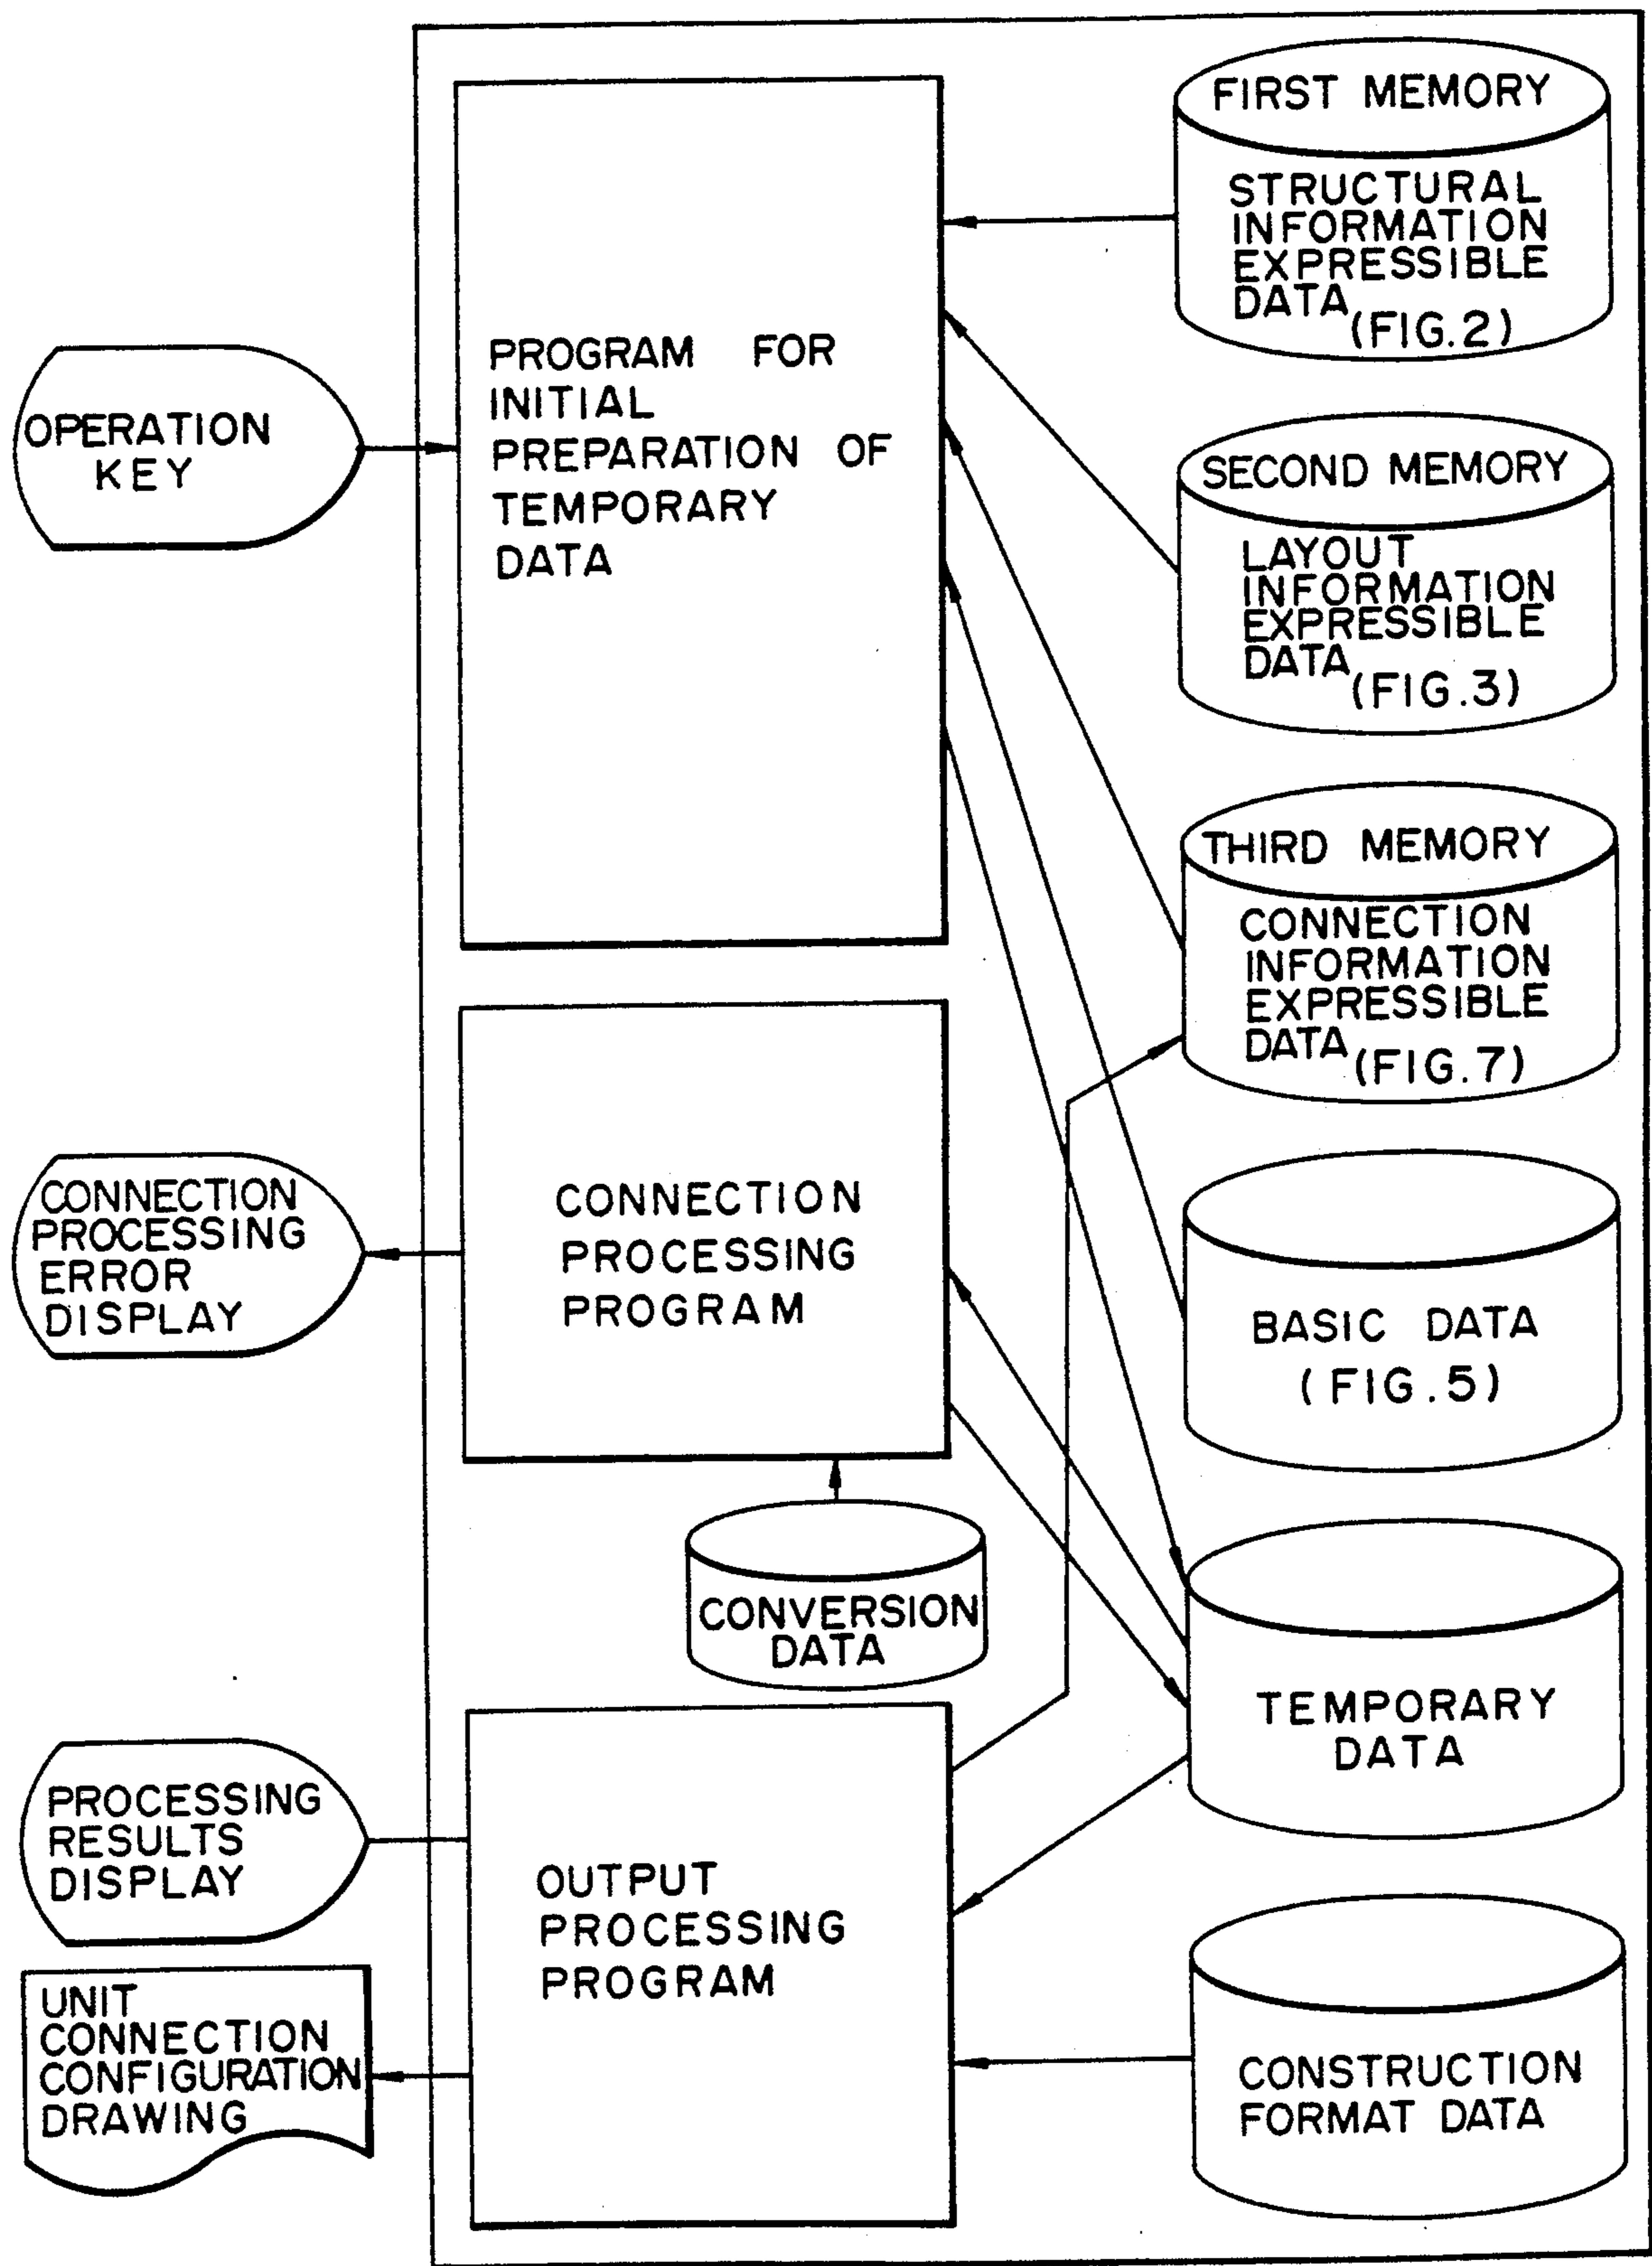 FIRST MEMORY
STRUCTURAL
INFORMATION
EXPRESSIBLE
DATA
(FIG.2)
OPERATION
KEY
PROGRAM FOR
INITIAL
PREPARATION OF
TEMPORARY
DATA
SECOND MEMORY
LAYOUT
INFORMATION
EXPRESSIBLE
DATA
(FIG.3)
THIRD MEMORY
CONNECTION
INFORMATION
EXPRESSIBLE
DATA
(FIG.7)
CONNECTION
PROCESSING
ERROR
DISPLAY
CONNECTION
PROCESSING
PROGRAM
BASIC DATA
(FIG.5)
CONVERSION
DATA
TEMPORARY
DATA
PROCESSING
RESULTS
DISPLAY
OUTPUT
PROCESSING
PROGRAM
UNIT
CONNECTION
CONFIGURATION
DRAWING
CONSTRUCTION
FORMAT DATA